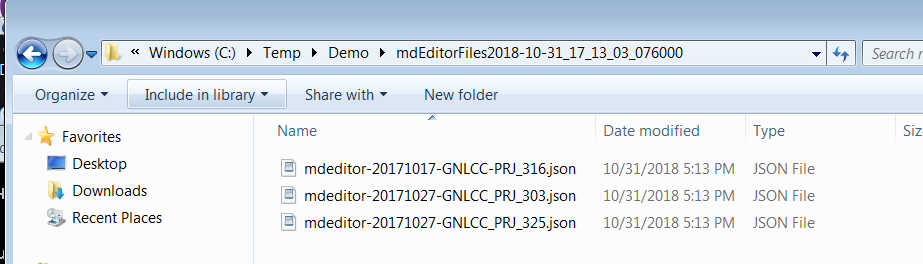 « Windows (C:) ▸ Temp ▸ Demo ▸ mdEditorFiles2018-10-31_17_13_03_076000
Search n
Organize ▾ Include in library ▾ Share with ▾ New folder
Favorites
Desktop
Downloads
Recent Places
Name Date modified Type Siz
mdeditor-20171017-GNLCC-PRJ_316.json 10/31/2018 5:13 PM JSON File
mdeditor-20171027-GNLCC_PRJ_303.json 10/31/2018 5:13 PM JSON File
mdeditor-20171027-GNLCC_PRJ_325.json 10/31/2018 5:13 PM JSON File